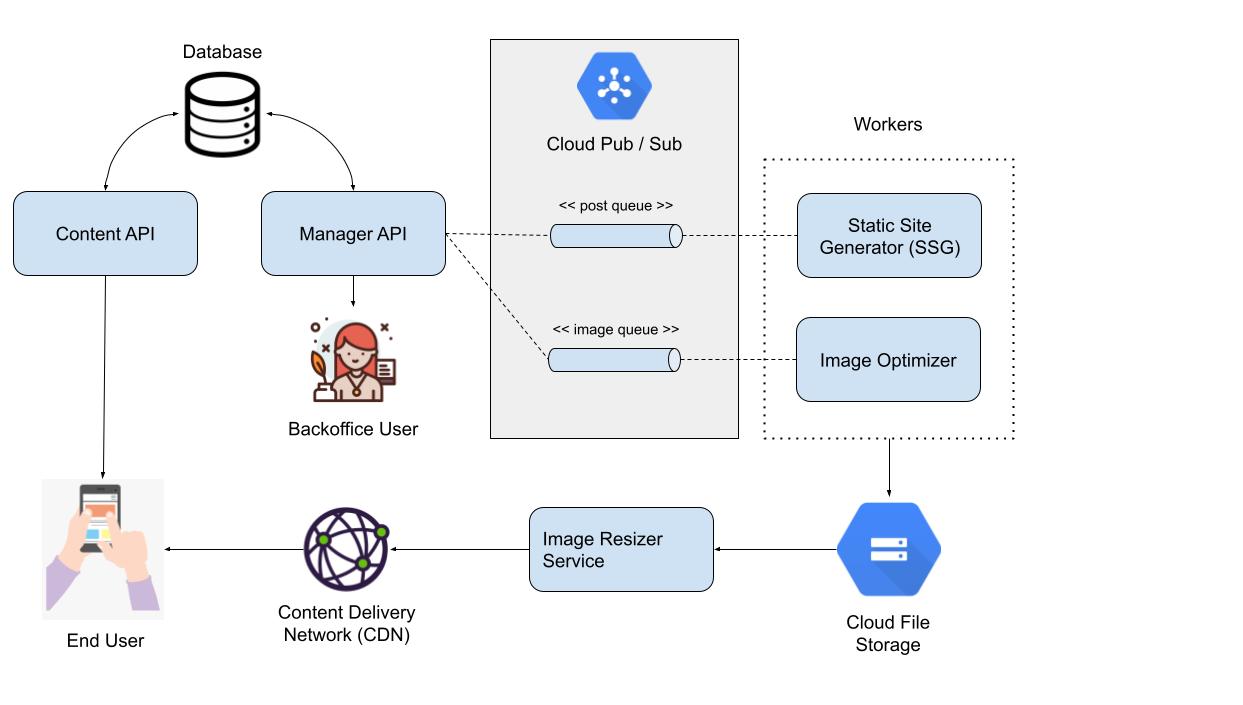 Database
Cloud Pub / Sub
Workers
Content API
Manager API
<< post queue >>
Static Site
Generator (SSG)
<< image queue >>
Image Optimizer
Backoffice User
Image Resizer
Service
End User
Content Delivery
Network (CDN)
Cloud File
Storage